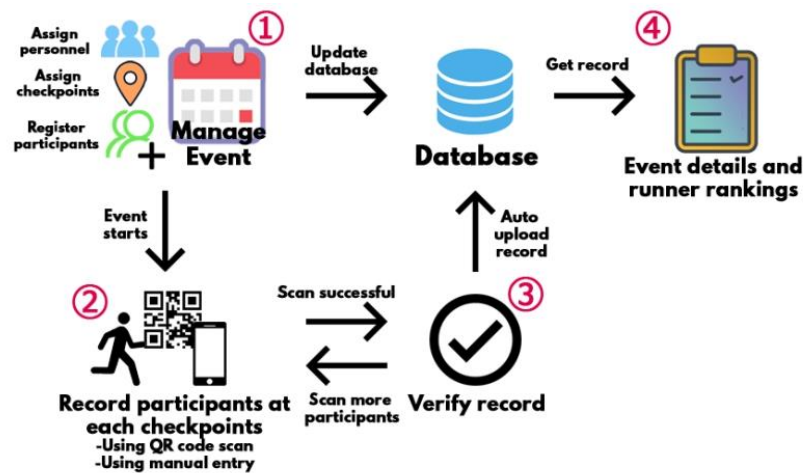 Assign
personnel
Assign
checkpoints
Register
participants
+
①
Manage
Event
Update
database
Database
Get record
④
Event details and
runner rankings
Event
starts
②
Record participants at
each checkpoints
-Using QR code scan
-Using manual entry
Scan successful
Scan more
participants
③
Verify record
Auto
upload
record